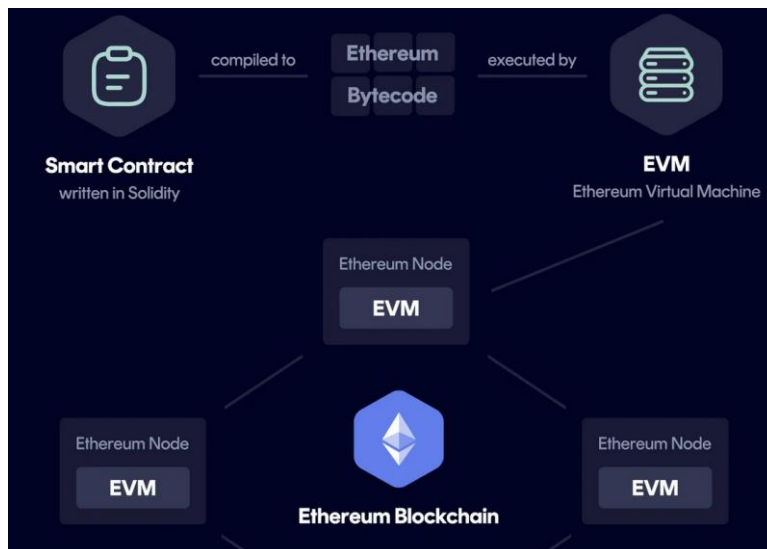 compiled to
Ethereum
Bytecode
executed by
Smart Contract
written in Solidity
EVM
Ethereum Virtual Machine
Ethereum Node
EVM
Ethereum Node
EVM
Ethereum Node
EVM
Ethereum Blockchain